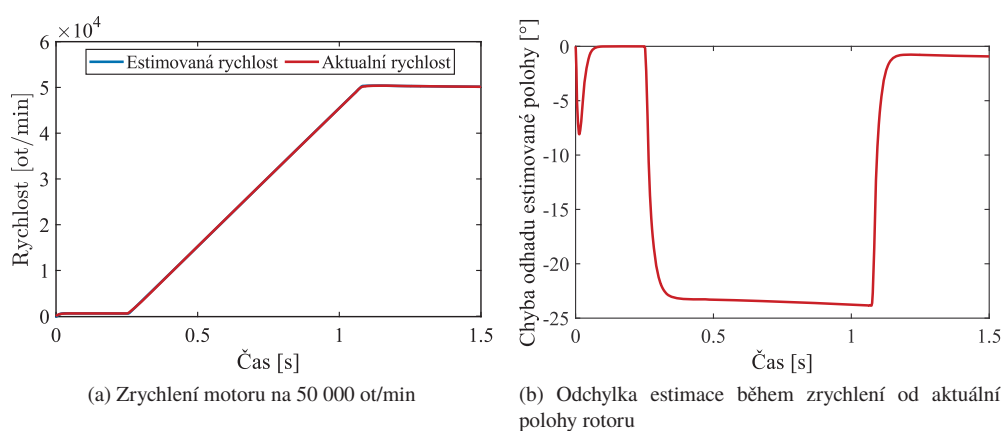 ×10⁴
6
5
4
3
2
1
0
Rychlost [ot/min]
Estimovaná rychlost Aktualní rychlost
0 0.5 1 1.5
Čas [s]
(a) Zrychlení motoru na 50 000 ot/min
Chyba odhadu estimované polohy [°]
0
-5
-10
-15
-20
-25
0 0.5 1 1.5
Čas [s]
(b) Odchylka estimace během zrychlení od aktuální
polohy rotoru